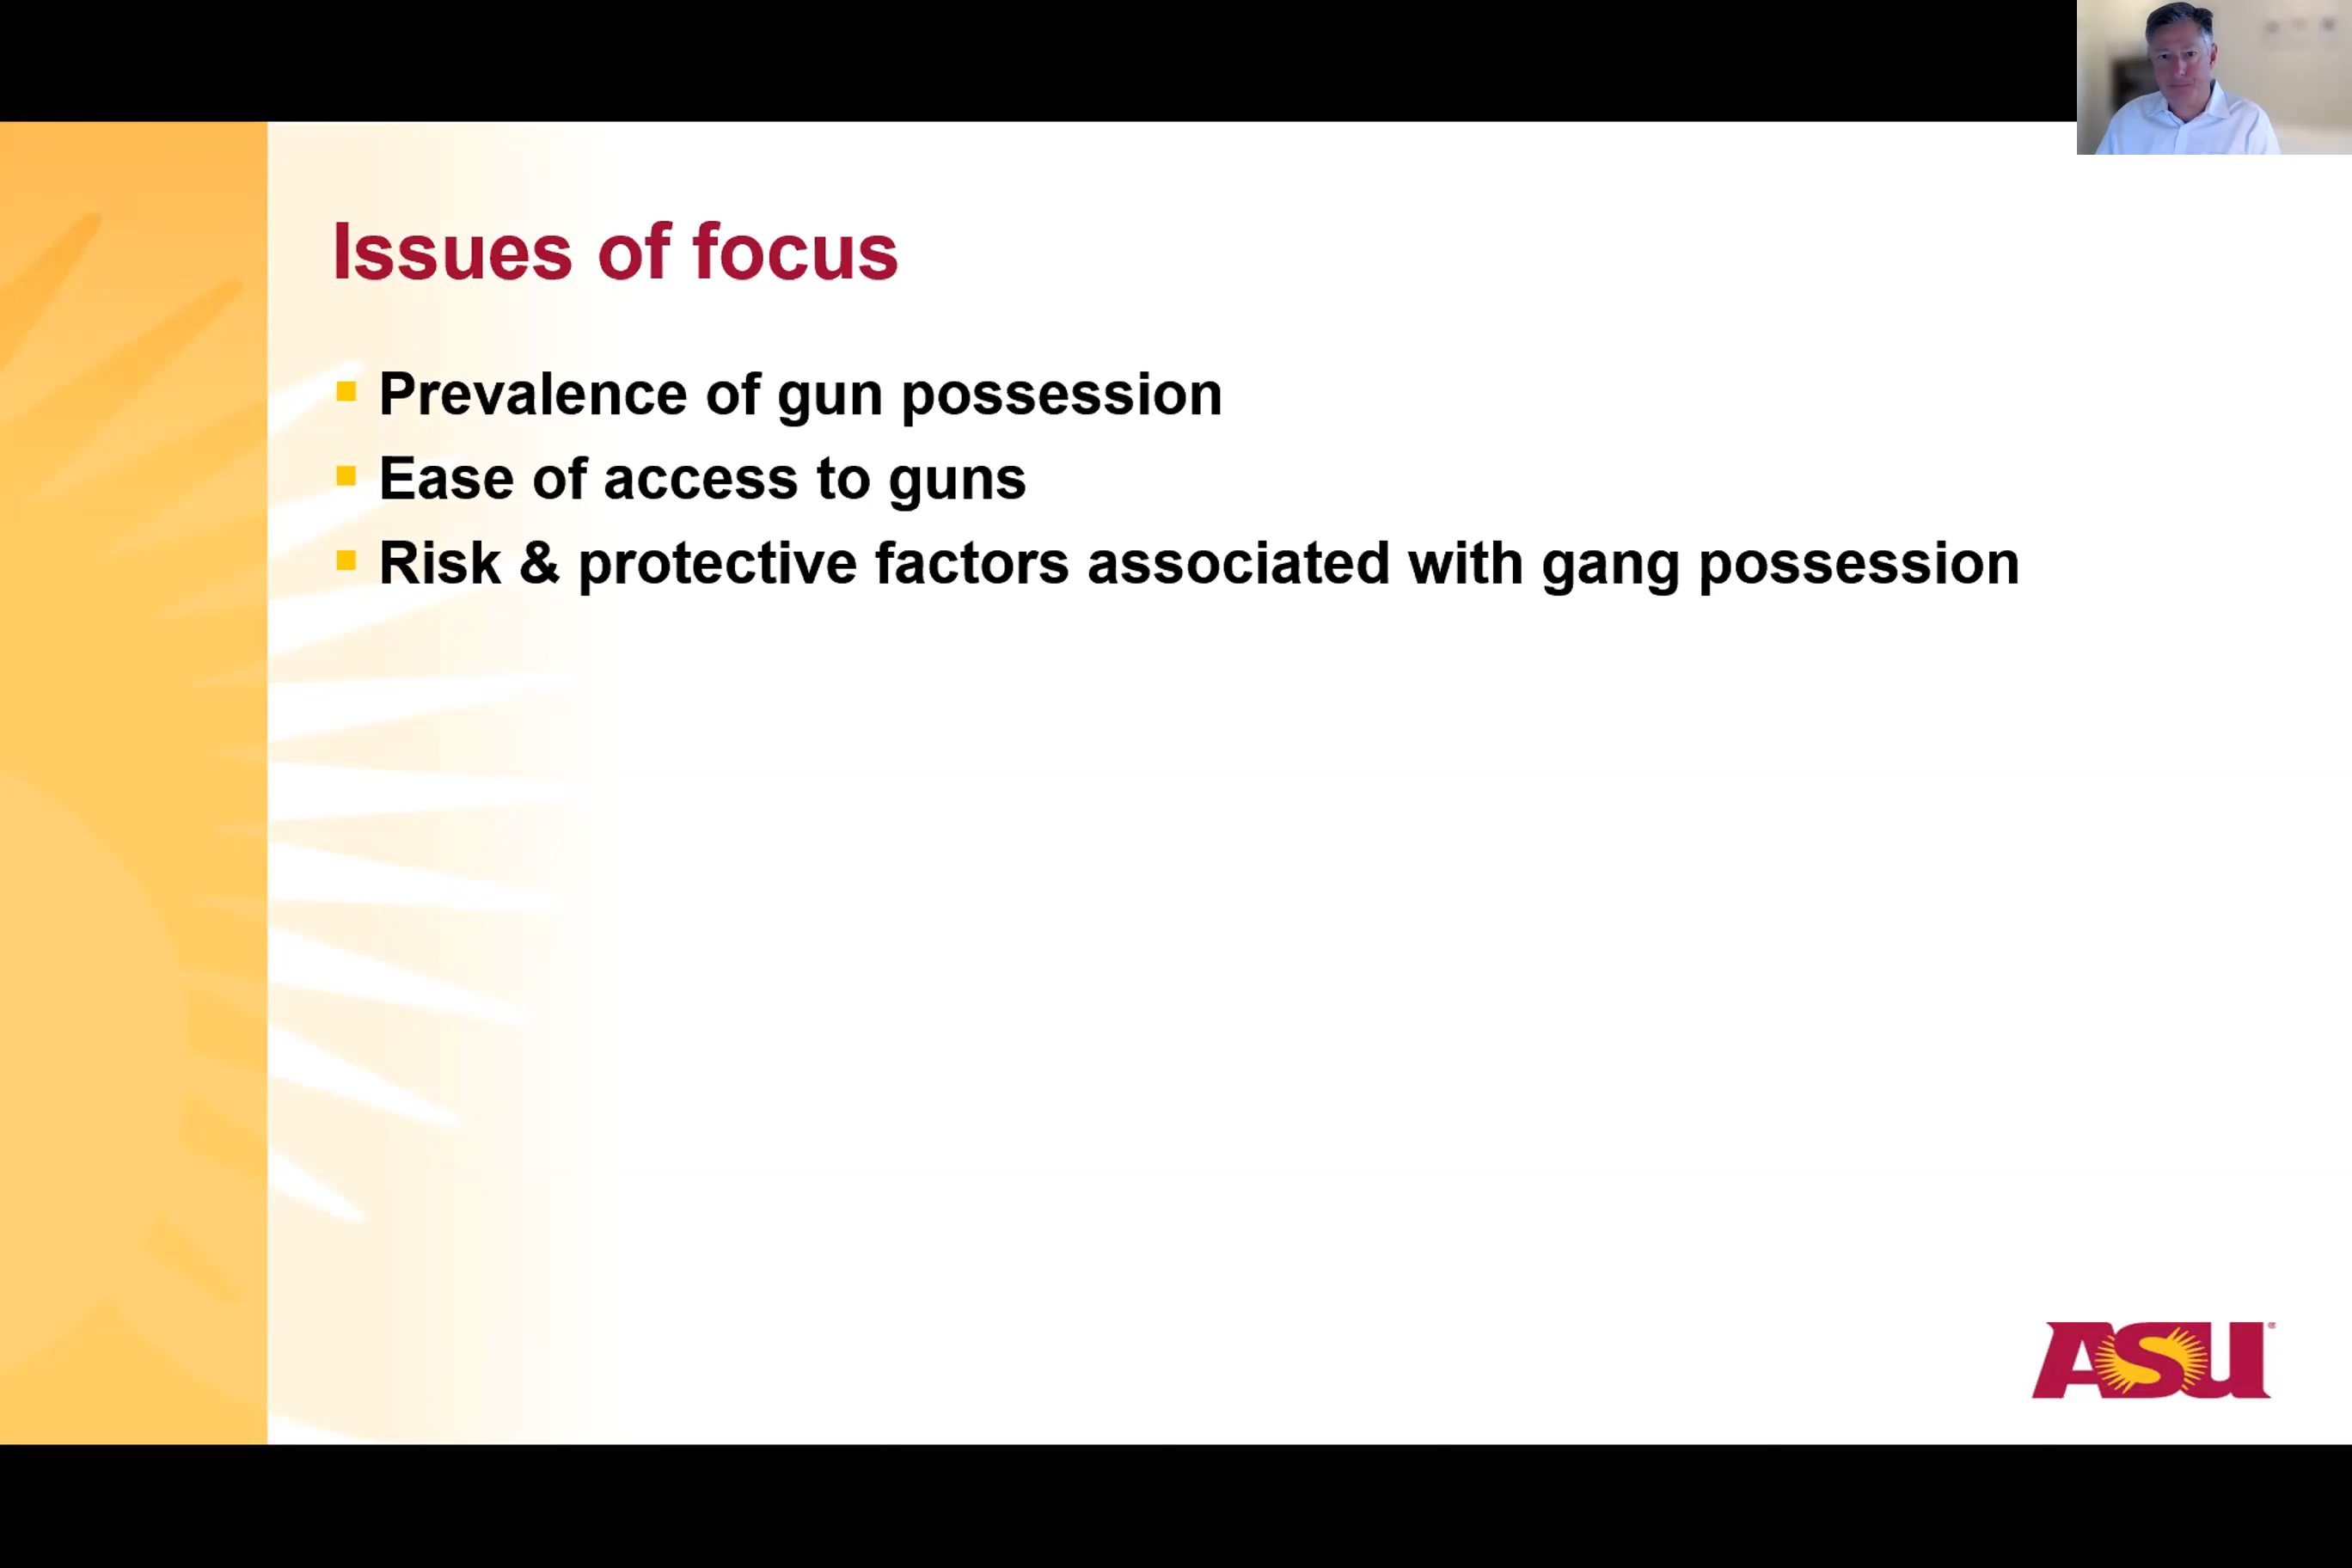 Issues of focus
Prevalence of gun possession
Ease of access to guns
Risk & protective factors associated with gang possession
ASU